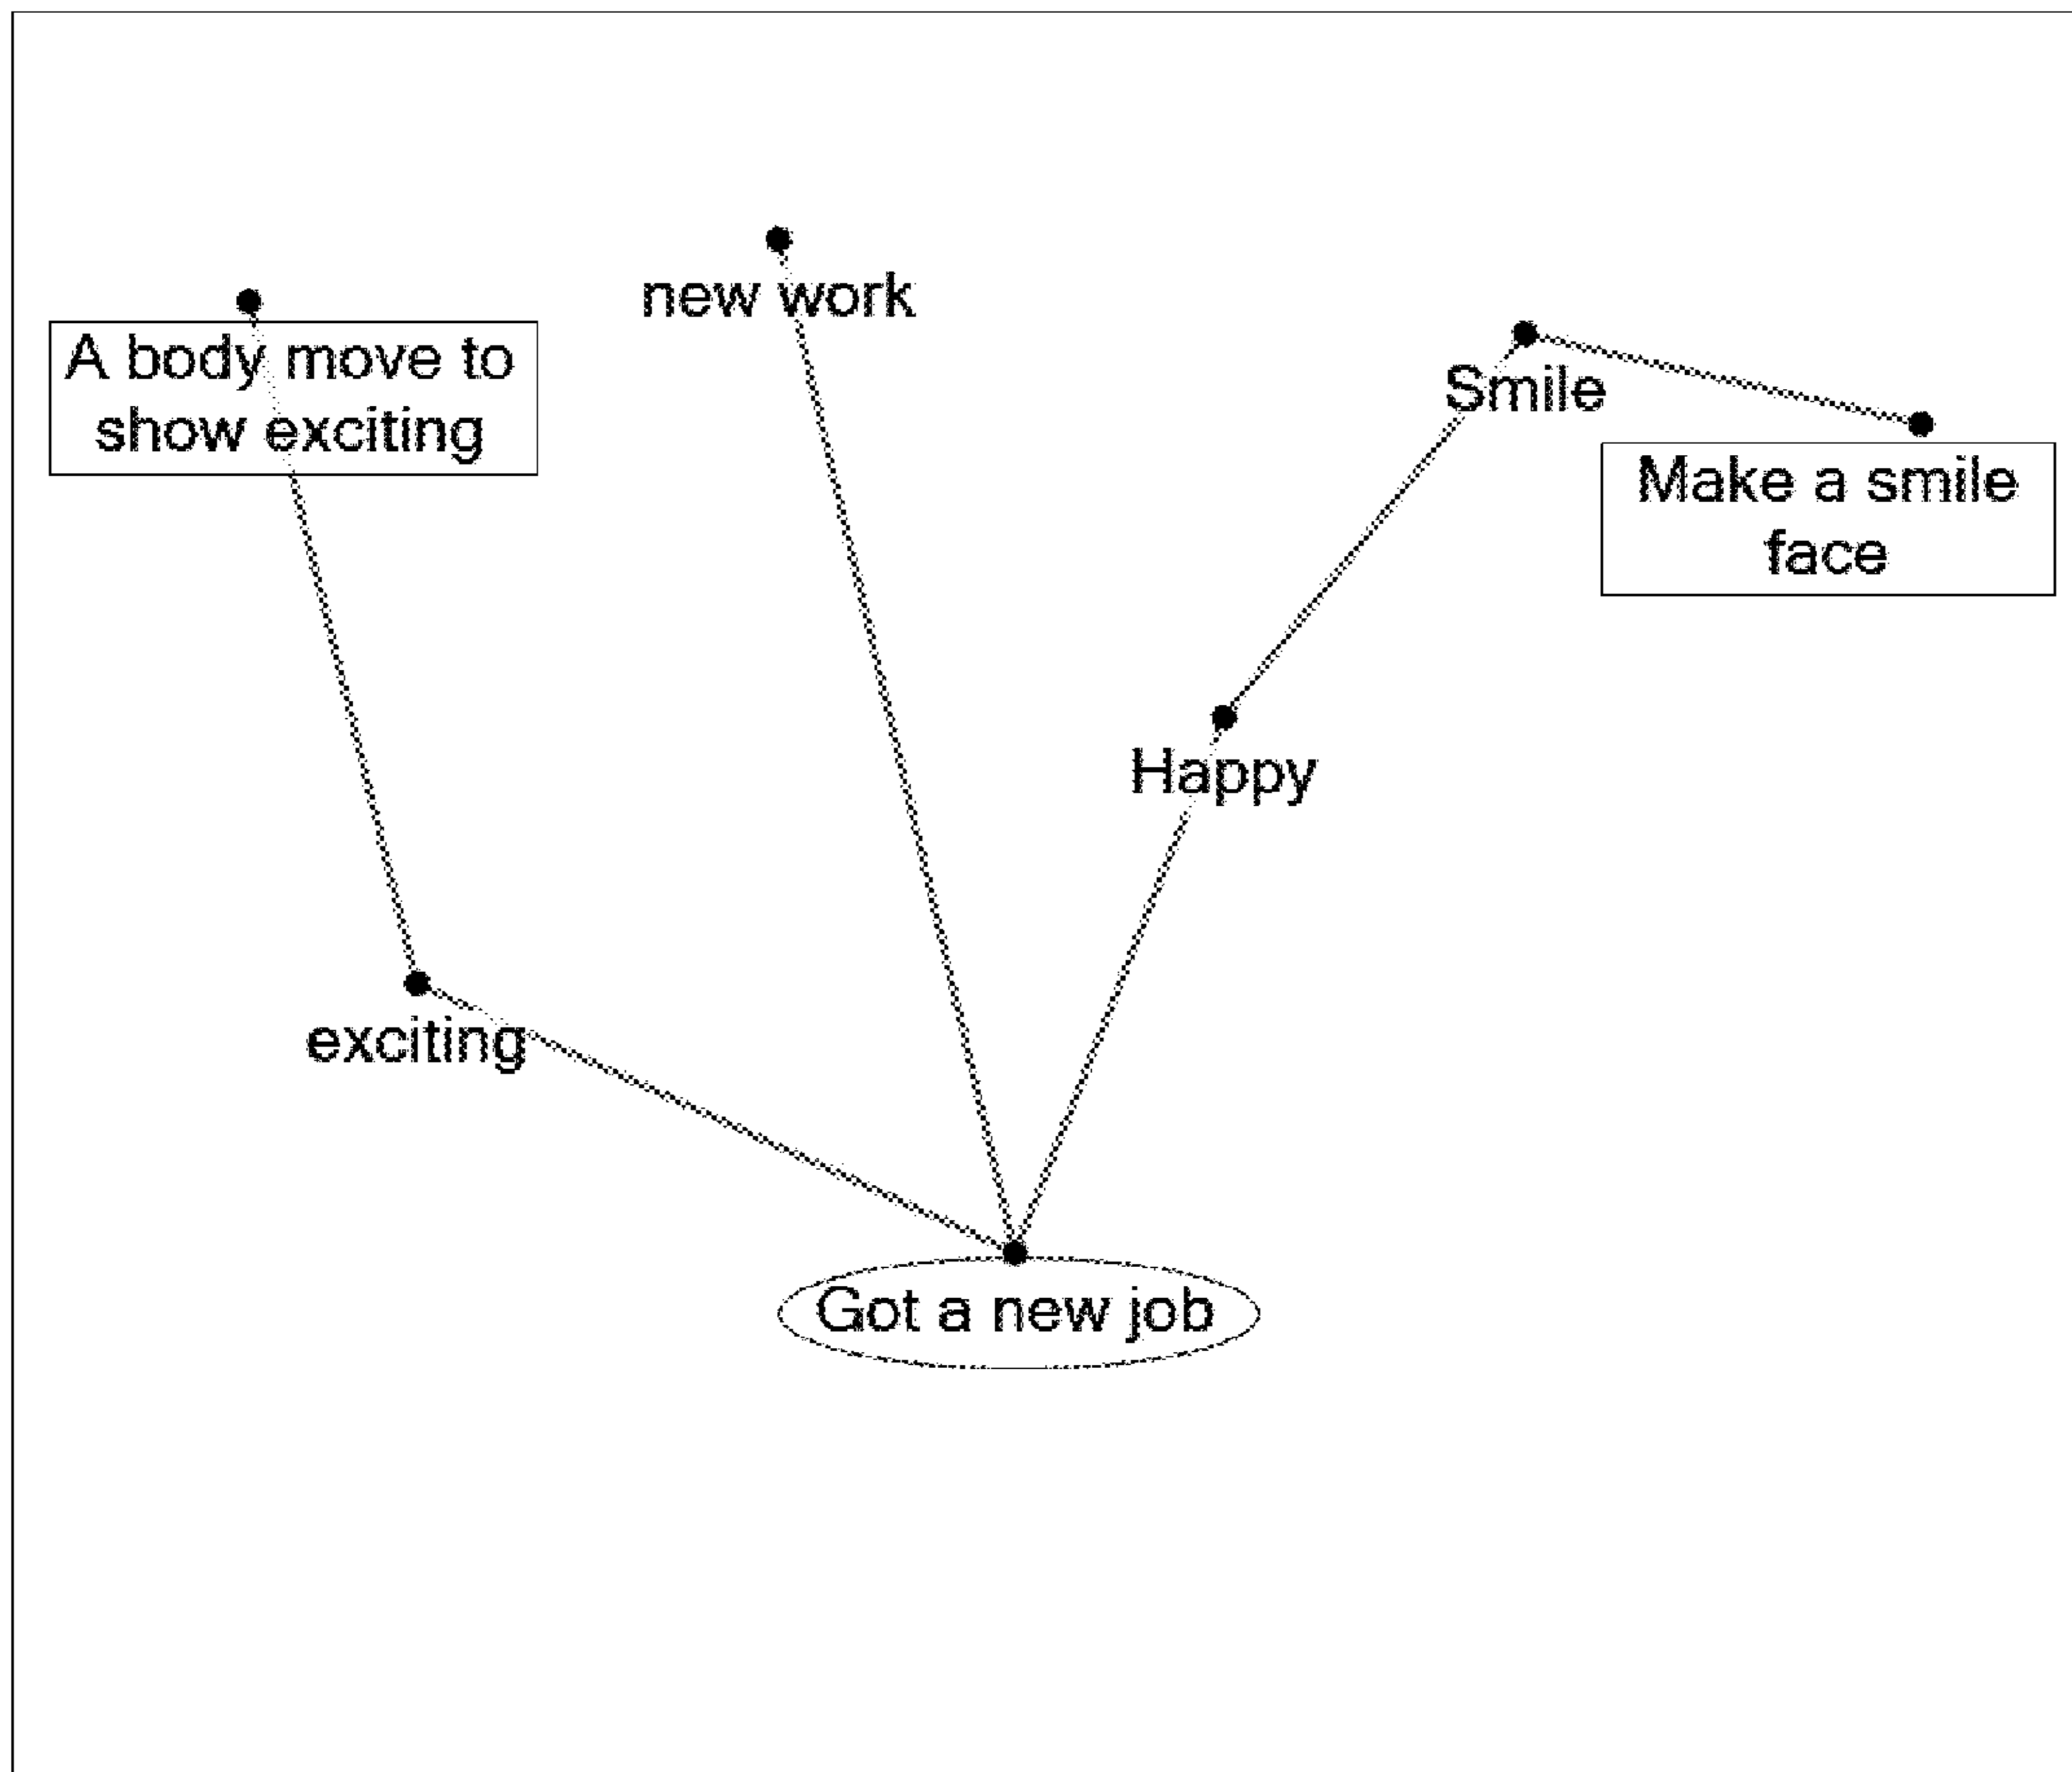 new work
A body move to
show exciting
Smile
Make a smile
face
Happy
exciting
Got a new job